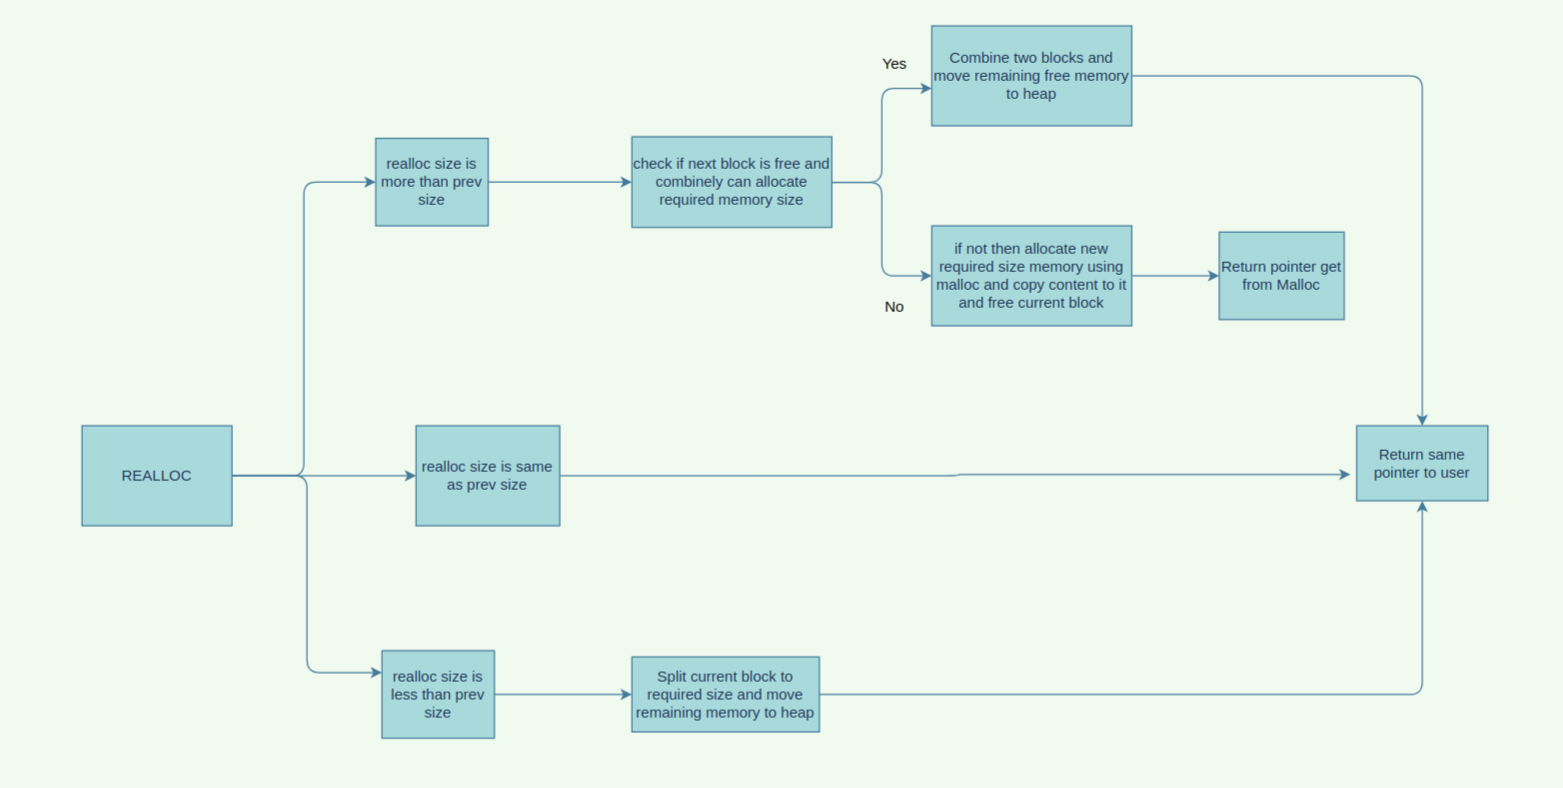 Yes
Combine two blocks and
move remaining free memory
to heap
realloc size is
more than prev
size
check if next block is free and
combinely can allocate
required memory size
if not then allocate new
required size memory using
malloc and copy content to it
and free current block
Return pointer get
from Malloc
No
REALLOC
realloc size is same
as prev size
Return same
pointer to user
realloc size is
less than prev
size
Split current block to
required size and move
remaining memory to heap